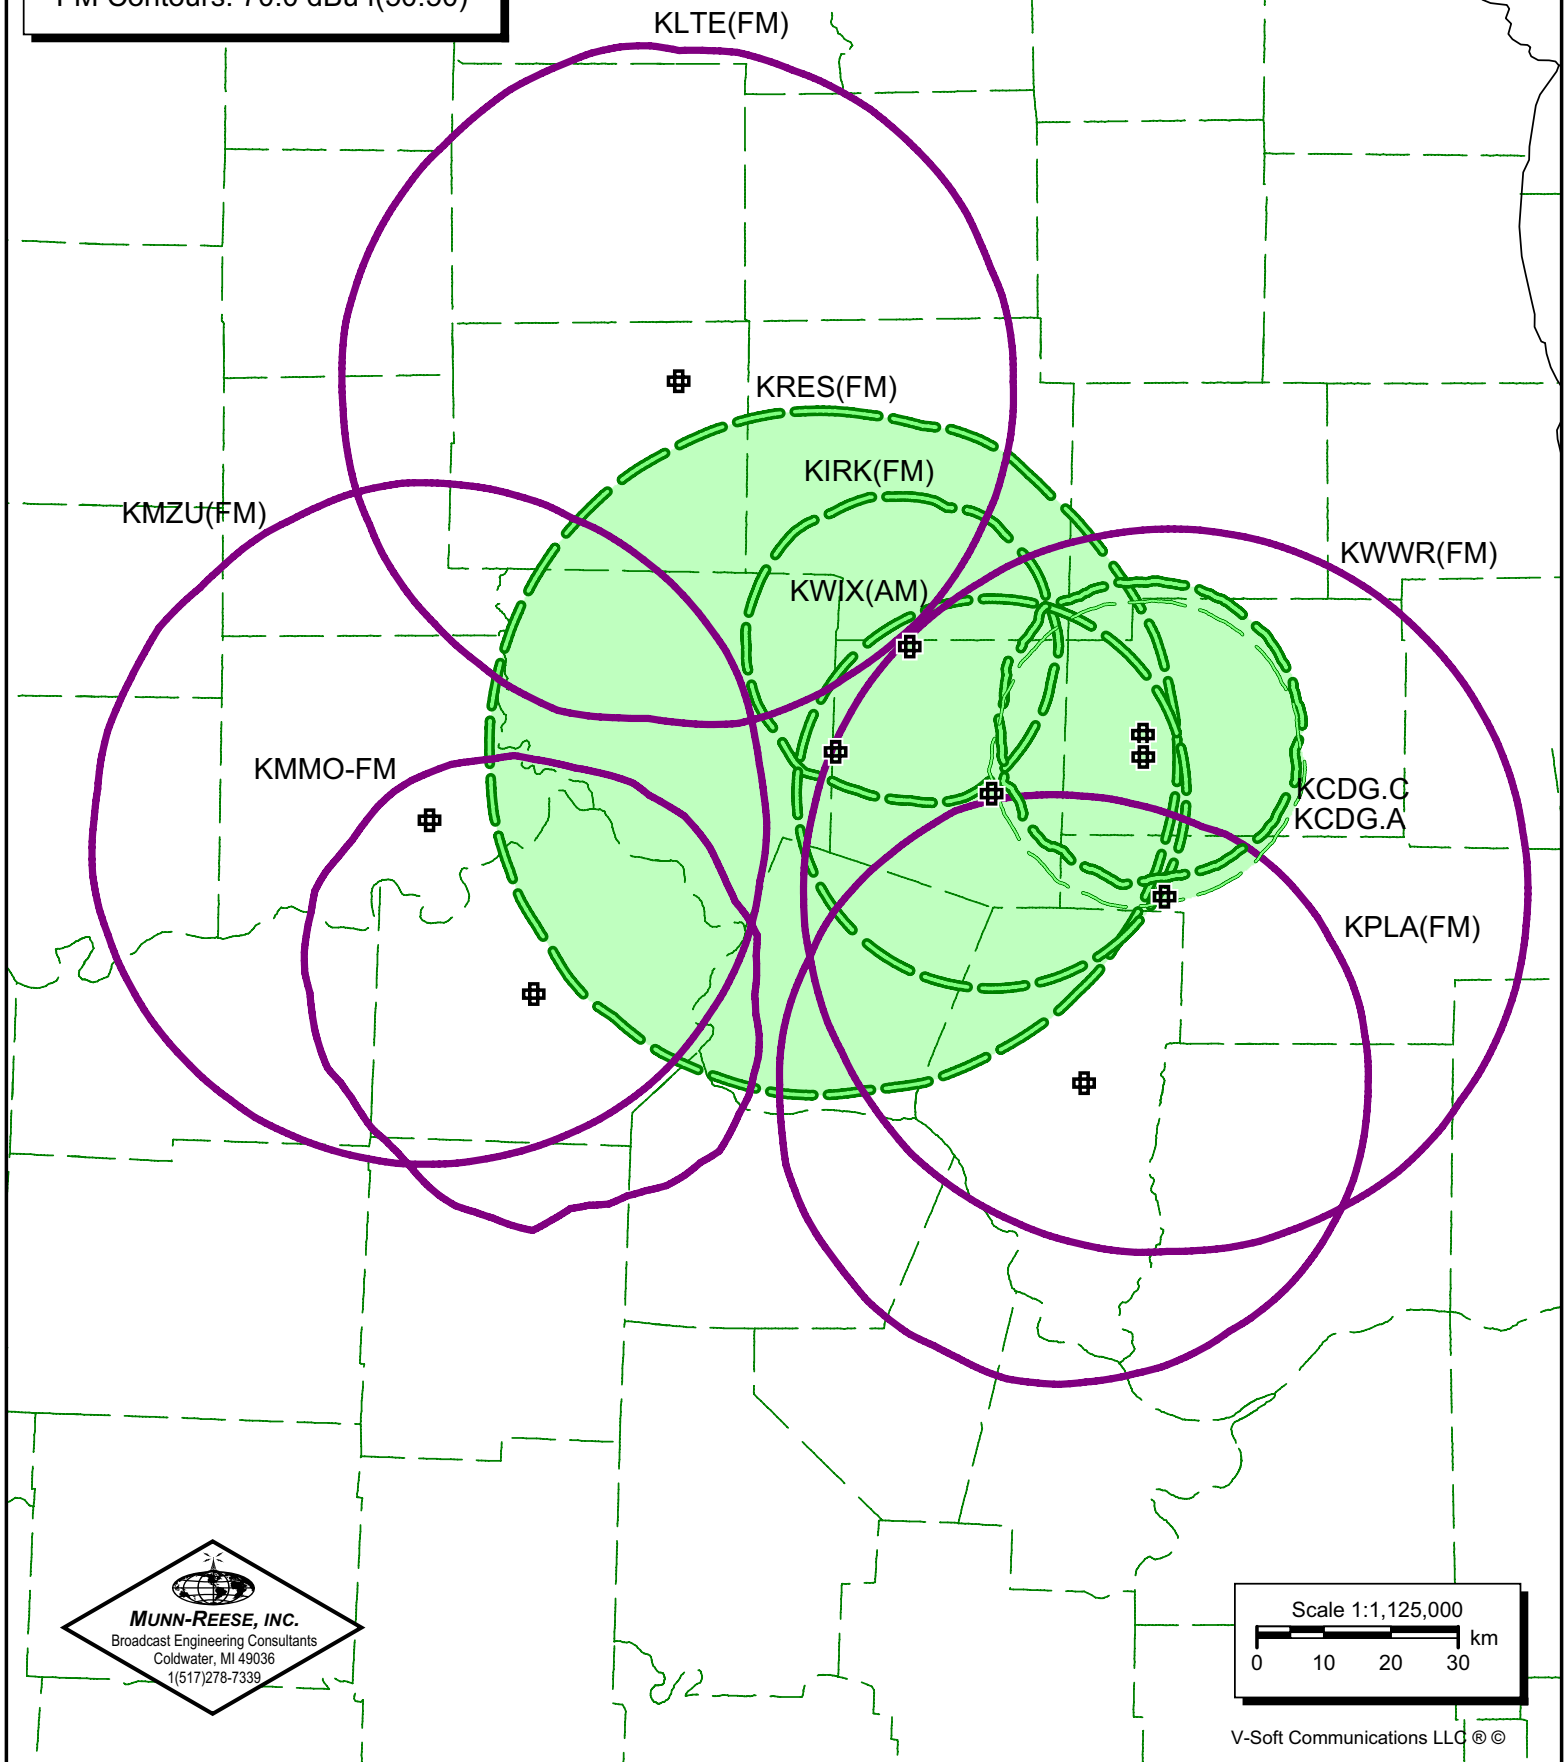 KLTE(FM)
KRES(FM)
KIRK(FM)
KMZU(FM)
KWWR(FM)
KWIX(AM)
KMMO-FM
KCDG.C
KCDG.A
KPLA(FM)
MUNN-REESE, INC.
Broadcast Engineering Consultants
Coldwater, MI 49036
1(517)278-7339
Scale 1:1,125,000
km
0 10 20 30
V-Soft Communications LLC ® ©